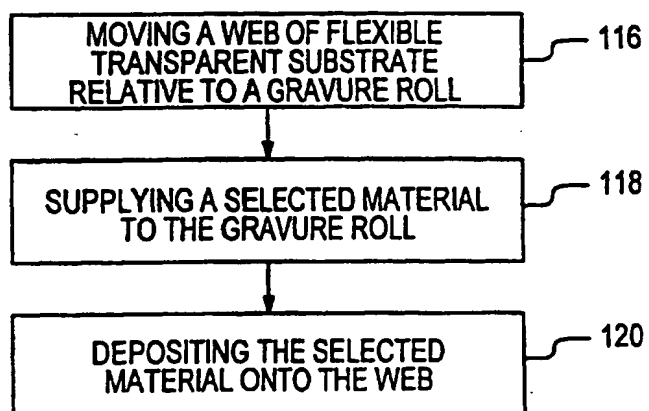 MOVING A WEB OF FLEXIBLE
TRANSPARENT SUBSTRATE
RELATIVE TO A GRAVURE ROLL
116
SUPPLYING A SELECTED MATERIAL
TO THE GRAVURE ROLL
118
DEPOSITING THE SELECTED
MATERIAL ONTO THE WEB
120